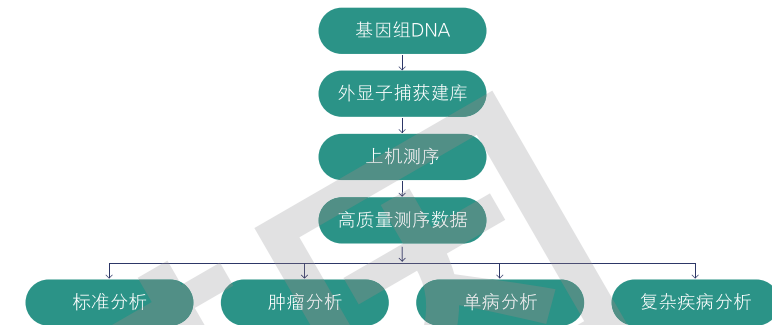 基因组DNA
外显子捕获建库
上机测序
高质量测序数据
标准分析
肿瘤分析
单病分析
复杂疾病分析